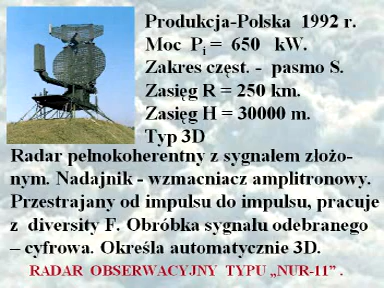 Produkcja-Polska 1992 r.
Moc Pi = 650 kW.
Zakres częst. - pasmo S.
Zasięg R = 250 km.
Zasięg H = 30000 m.
Typ 3D
Radar pełnokoherentny z sygnałem złożo-
nym. Nadajnik - wzmacniacz amplitronowy.
Przestrajany od impulsu do impulsu, pracuje
z diversity F. Obróbka sygnału odebranego
– cyfrowa. Określa automatycznie 3D.
RADAR OBSERWACYJNY TYPU „NUR-11” .